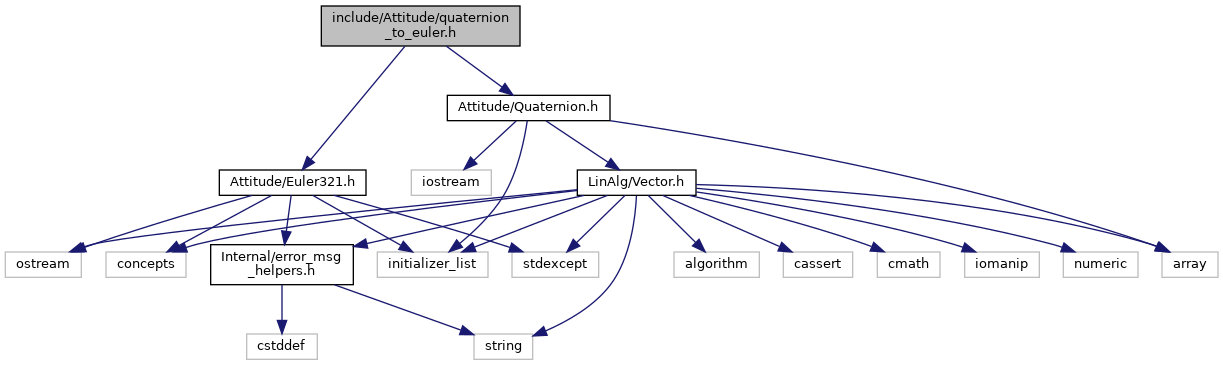 include/Attitude/quaternion
_to_euler.h
Attitude/Quaternion.h
Attitude/Euler321.h
iostream
LinAlg/Vector.h
ostream
concepts
Internal/error_msg
_helpers.h
initializer_list
stdexcept
algorithm
cassert
cmath
iomanip
numeric
array
cstddef
string